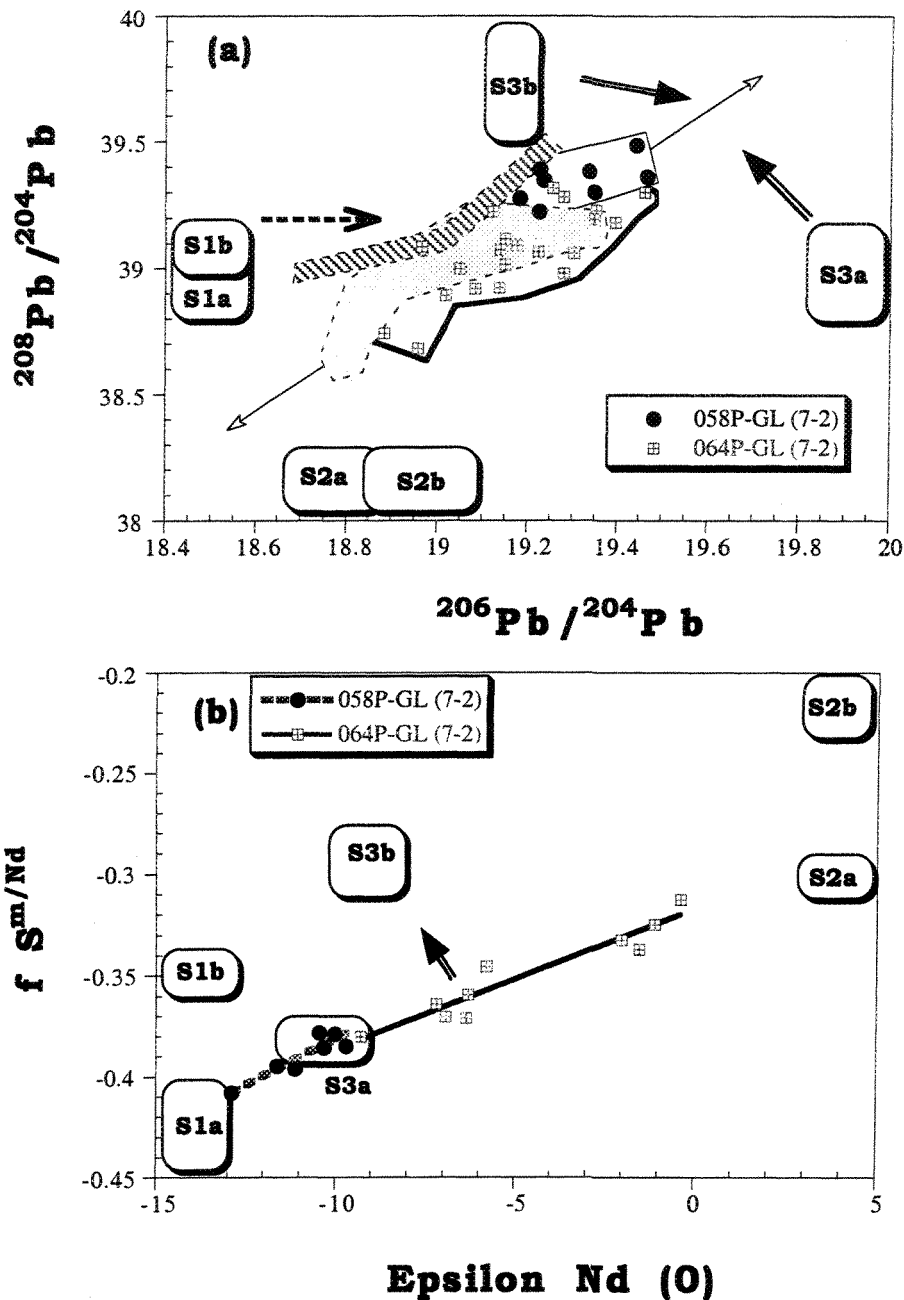 (a)
208Pb/204Pb
40
39.5
39
38.5
38
S3b
S1b
S1a
S3a
S2a
S2b
058P-GL (7-2)
064P-GL (7-2)
18.4 18.6 18.8 19 19.2 19.4 19.6 19.8 20
206Pb/204Pb
(b)
058P-GL (7-2)
064P-GL (7-2)
f Sm/Nd
-0.2
-0.25
-0.3
-0.35
-0.4
-0.45
S2b
S3b
S2a
S1b
S3a
S1a
-15 -10 -5 0 5
Epsilon Nd (0)